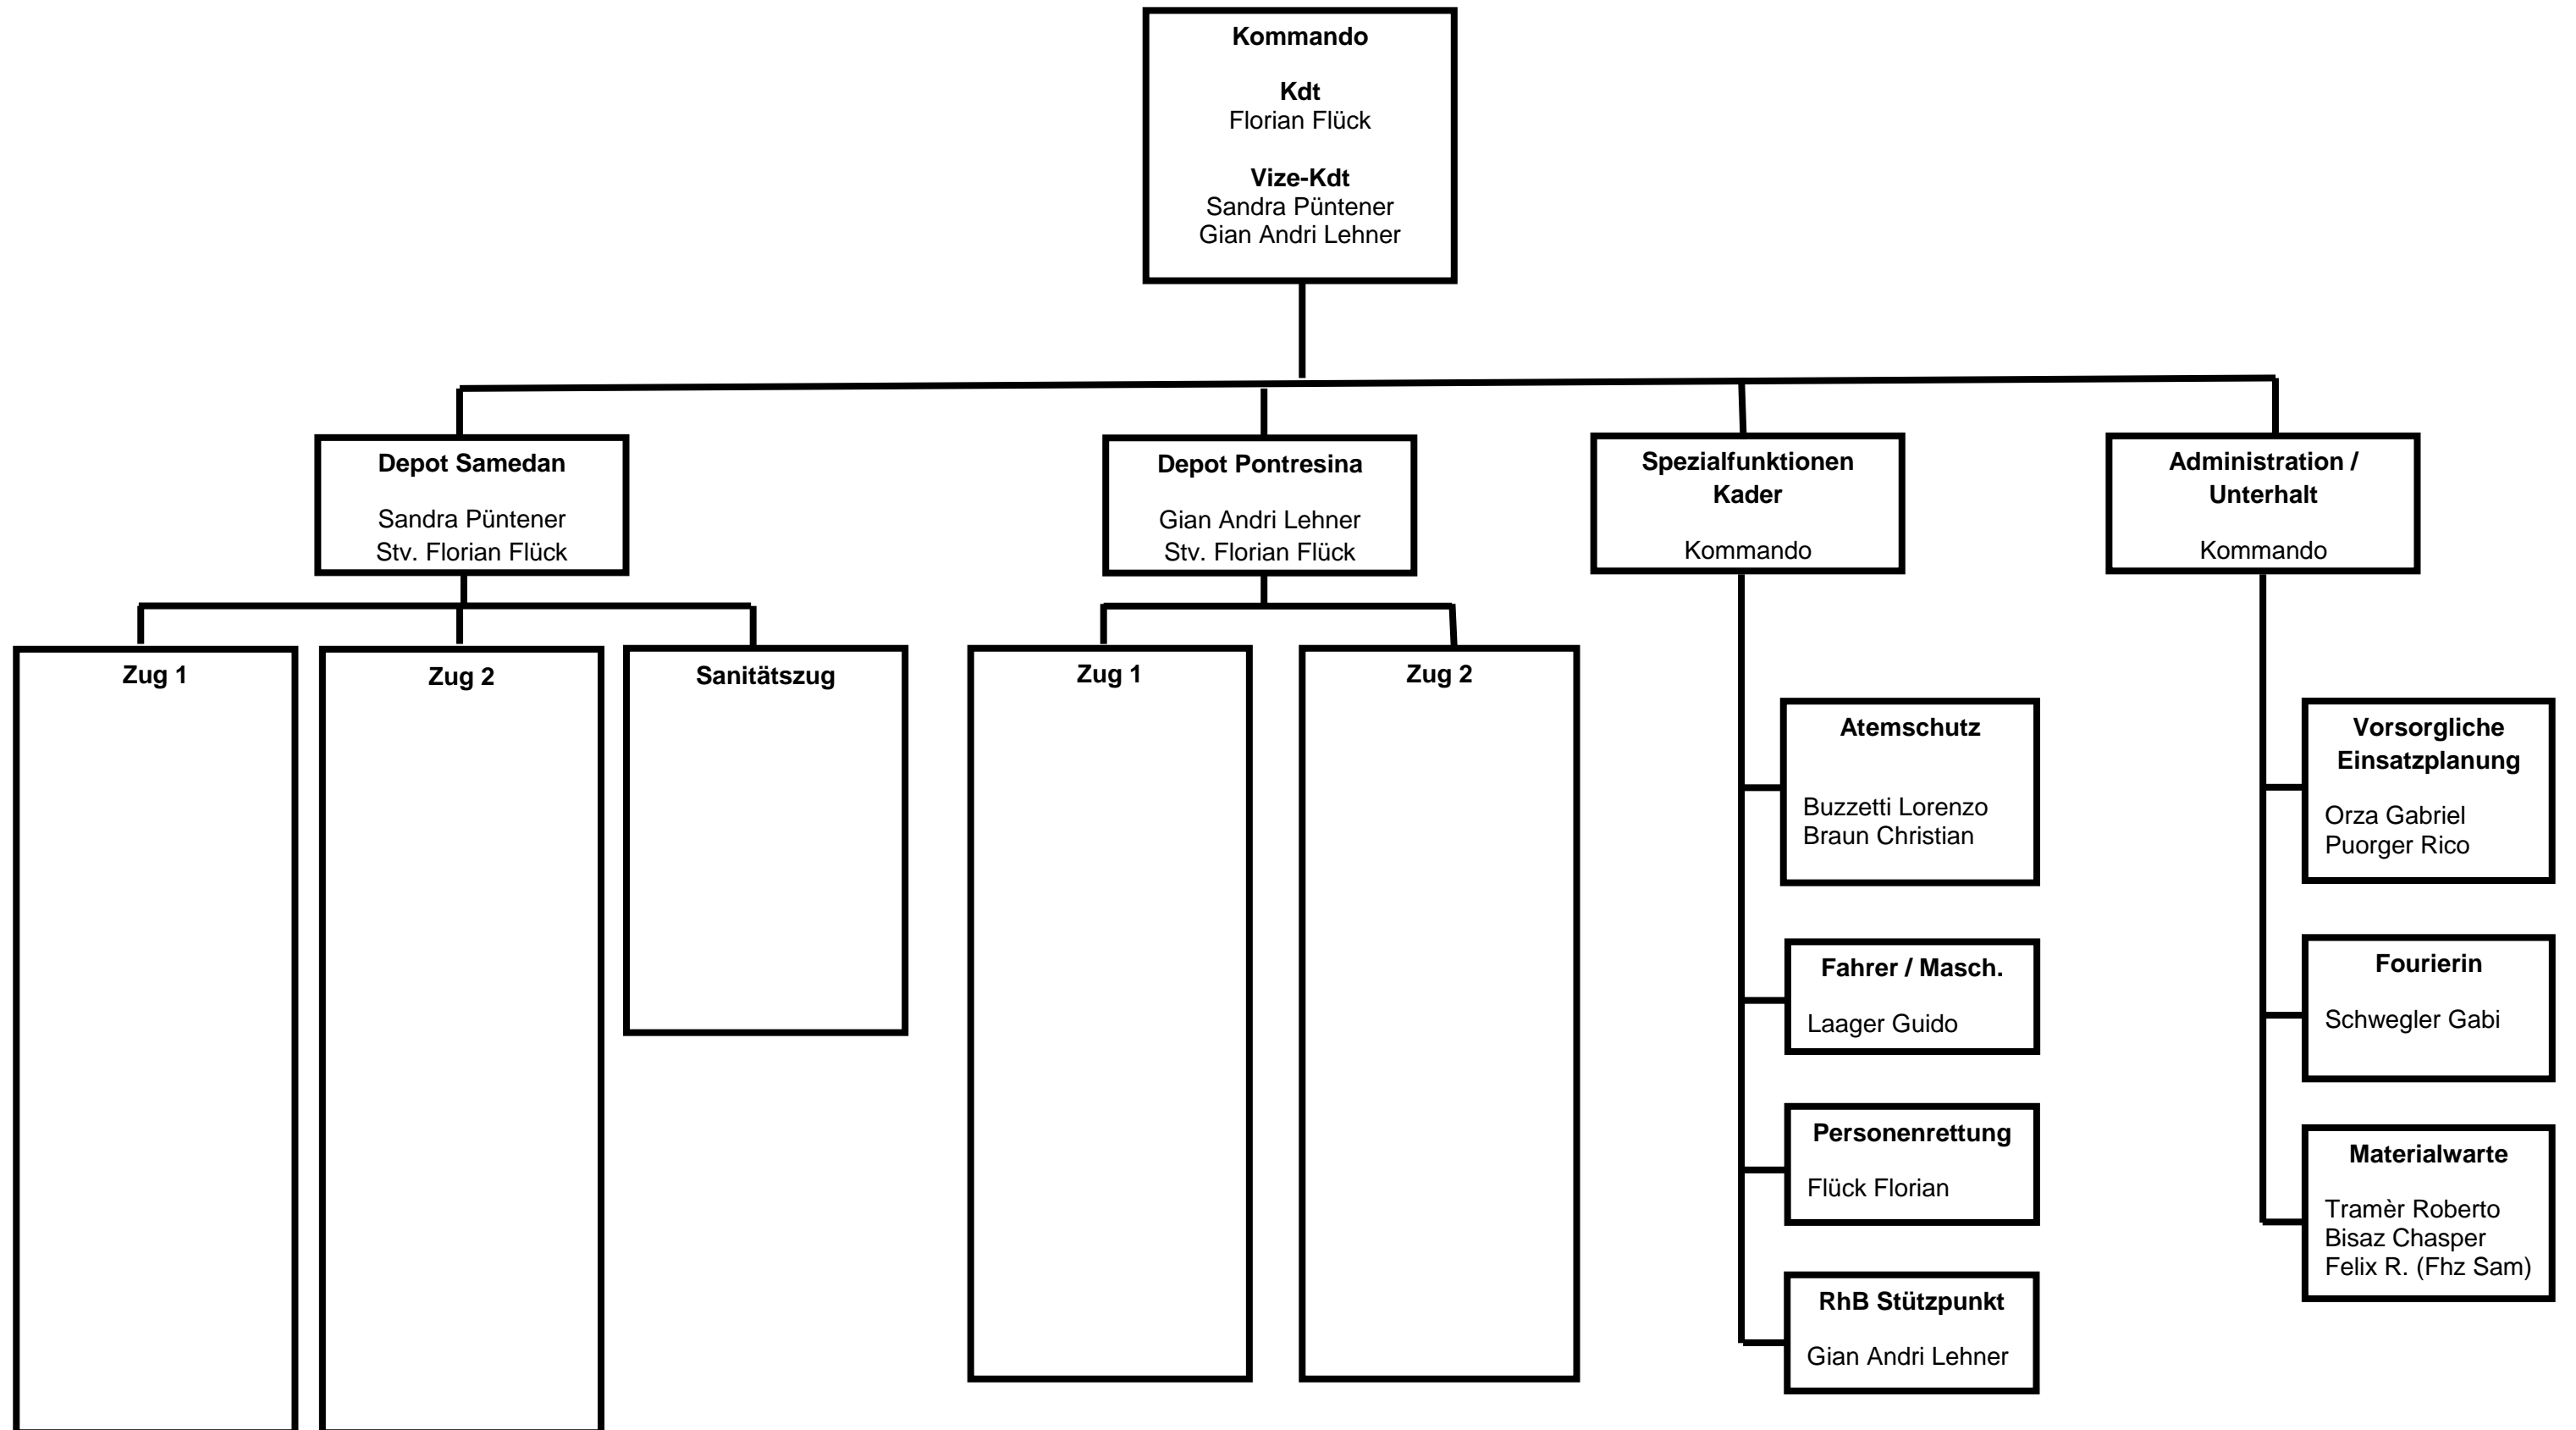 Kommando
Kdt
Florian Flück
Vize-Kdt
Sandra Püntener
Gian Andri Lehner
Depot Samedan
Sandra Püntener
Stv. Florian Flück
Depot Pontresina
Gian Andri Lehner
Stv. Florian Flück
Spezialfunktionen
Kader
Kommando
Administration /
Unterhalt
Kommando
Zug 1
Zug 2
Sanitätszug
Zug 1
Zug 2
Atemschutz
Buzzetti Lorenzo
Braun Christian
Fahrer / Masch.
Laager Guido
Personenrettung
Flück Florian
RhB Stützpunkt
Gian Andri Lehner
Vorsorgliche
Einsatzplanung
Orza Gabriel
Puorger Rico
Fourierin
Schwegler Gabi
Materialwarte
Tramèr Roberto
Bisaz Chasper
Felix R. (Fhz Sam)